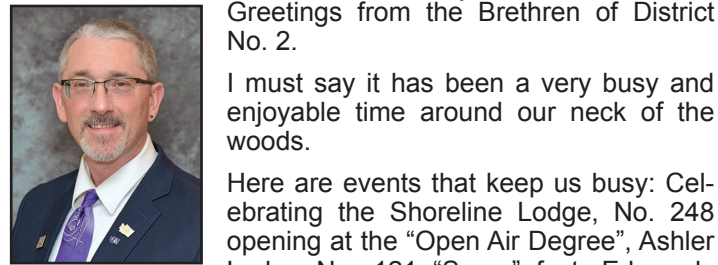 Greetings from the Brethren of District
No. 2.
I must say it has been a very busy and
enjoyable time around our neck of the
woods.
Here are events that keep us busy: Cel-
ebrating the Shoreline Lodge, No. 248
opening at the “Open Air Degree”, Ashler